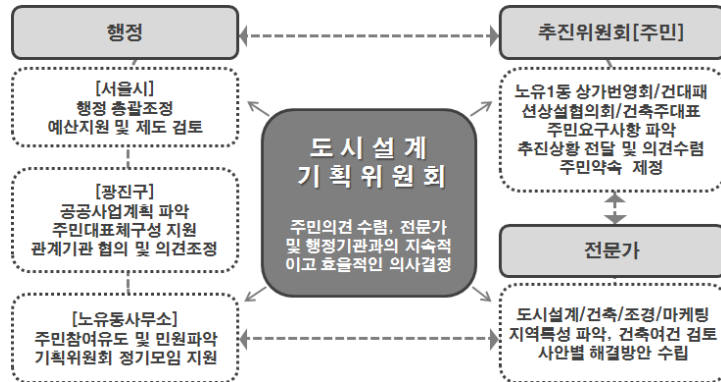 행정
[서울시]
행정 총괄조정
예산지원 및 제도 검토
[광진구]
공공사업계획 파악
주민대표체구성 지원
관계기관 협의 및 의견조정
[노유동사무소]
주민참여유도 및 민원파악
기획위원회 정기모임 지원
도시설계
기획위원회
주민의견 수렴, 전문가
및 행정기관과의 지속적
이고 효율적인 의사결정
추진위원회[주민]
노유1동 상가번영회/건대패
션상설협의회/건축주대표
주민요구사항 파악
추진상황 전달 및 의견수렴
주민약속 제정
전문가
도시설계/건축/조경/마케팅
지역특성 파악, 건축여건 검토
사안별 해결방안 수립